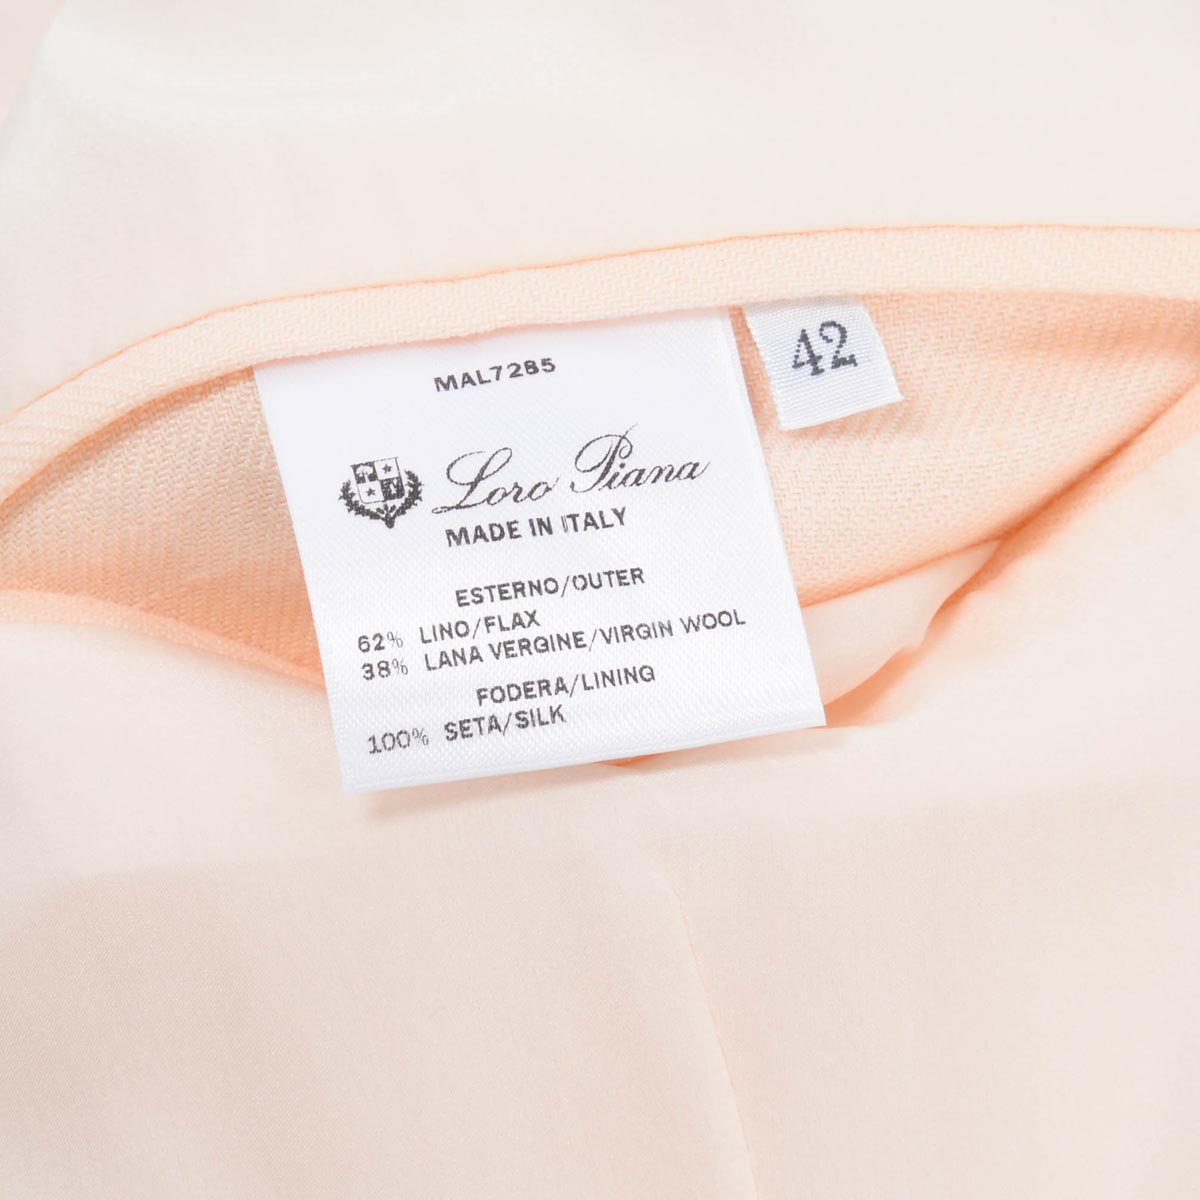 MAL7285
42
Loro Piana
MADE IN ITALY
ESTERNO/OUTER
62% LINO/FLAX
38% LANA VERGINE/VIRGIN WOOL
FODERA/LINING
100% SETA/SILK